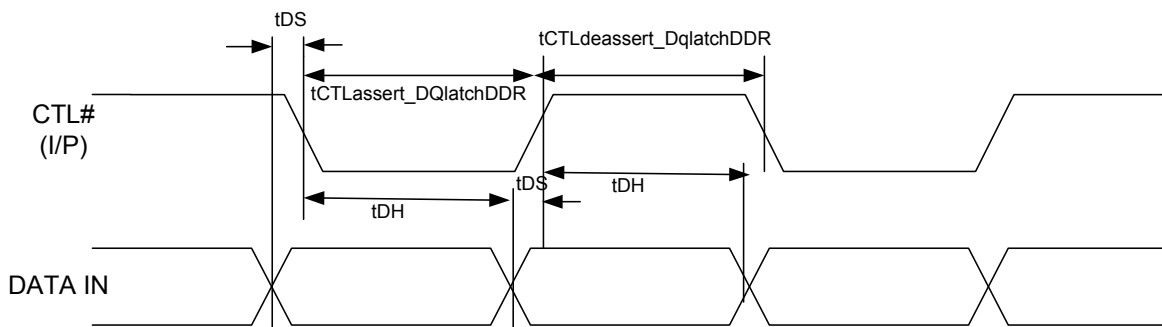 tDS
tCTLdeassert_DqlatchDDR
tCTLassert_DQlatchDDR
CTL#
(I/P)
tDS
tDH
tDH
DATA IN